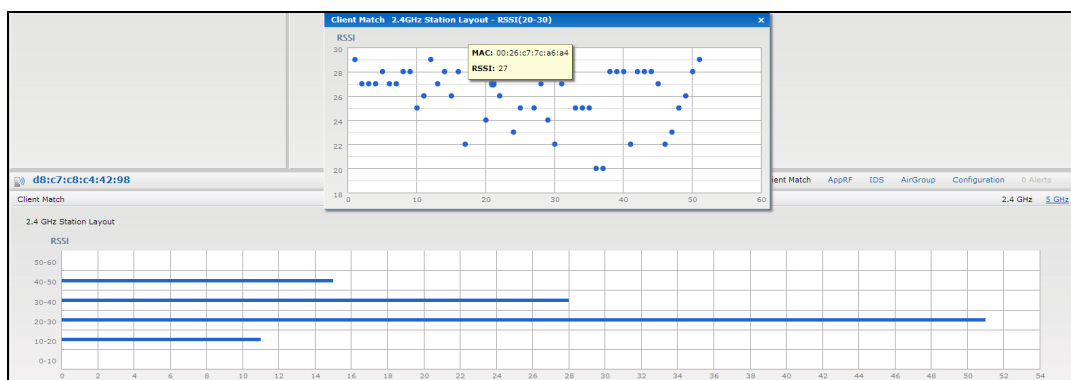 Client Match 2.4GHz Station Layout - RSSI(20-30) ×
RSSI
30
28
26
24
22
20
18
MAC: 00:26:c7:7c:a6:a4
RSSI: 27
0 10 20 30 40 50 60
d8:c7:c8:c4:42:98
ient Match AppRF IDS AirGroup Configuration 0 Alerts
Client Match 2.4 GHz 5 GHz
2.4 GHz Station Layout
RSSI
50-60
40-50
30-40
20-30
10-20
0-10
0 2 4 6 8 10 12 14 16 18 20 22 24 26 28 30 32 34 36 38 40 42 44 46 48 50 52 54